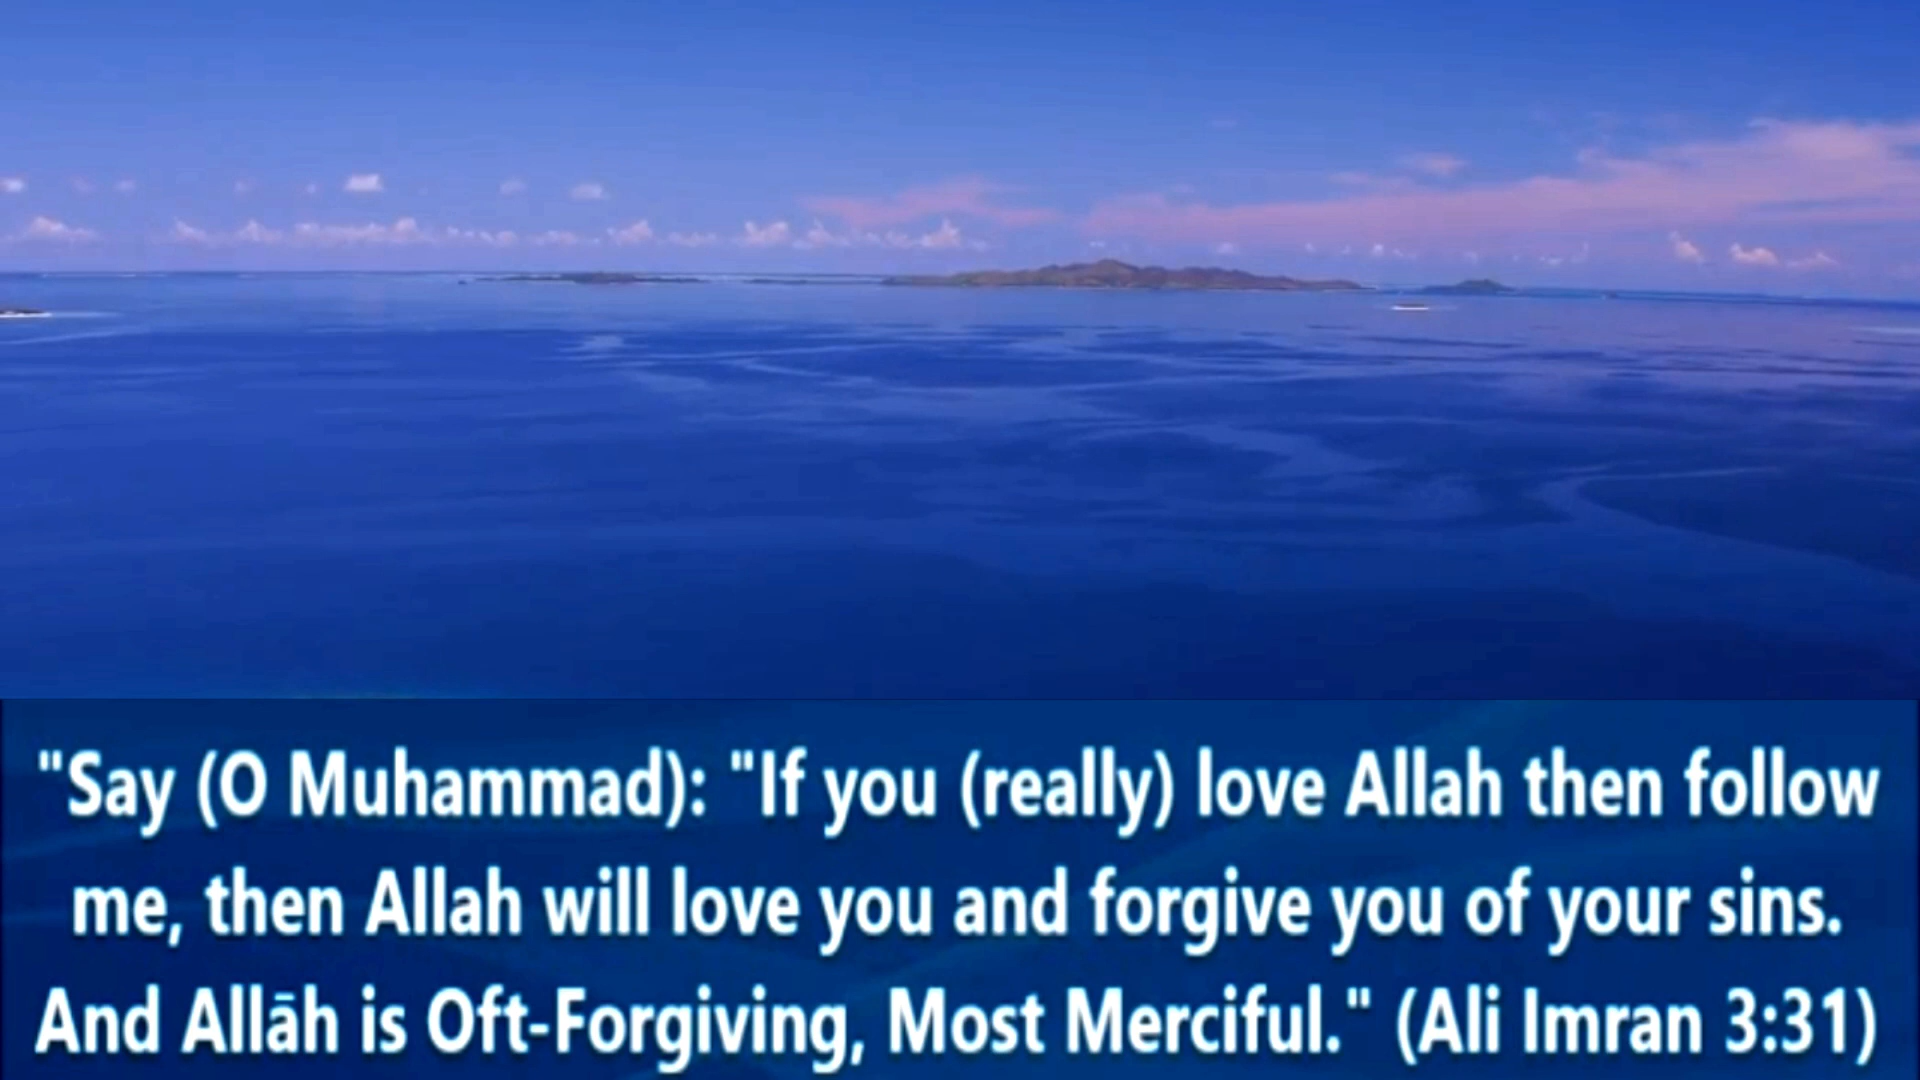 "Say (O Muhammad): "If you (really) love Allah then follow
me, then Allah will love you and forgive you of your sins.
And Allāh is Oft-Forgiving, Most Merciful." (Ali Imran 3:31)